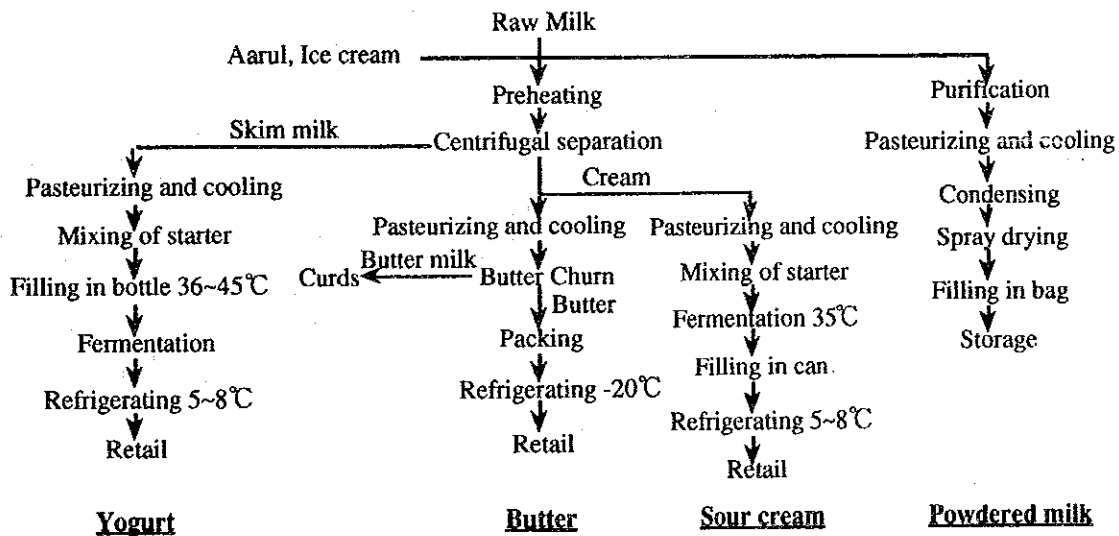 Raw Milk
Aarul, Ice cream
Preheating
Purification
Skim milk
Centrifugal separation
Pasteurizing and cooling
Pasteurizing and cooling
Cream
Condensing
Pasteurizing and cooling
Pasteurizing and cooling
Mixing of starter
Spray drying
Butter milk
Curds
Butter Churn
Mixing of starter
Filling in bottle 36~45℃
Filling in bag
Butter
Fermentation 35℃
Fermentation
Packing
Storage
Filling in can
Refrigerating 5~8℃
Refrigerating -20℃
Refrigerating 5~8℃
Retail
Retail
Retail
Yogurt
Butter
Sour cream
Powdered milk